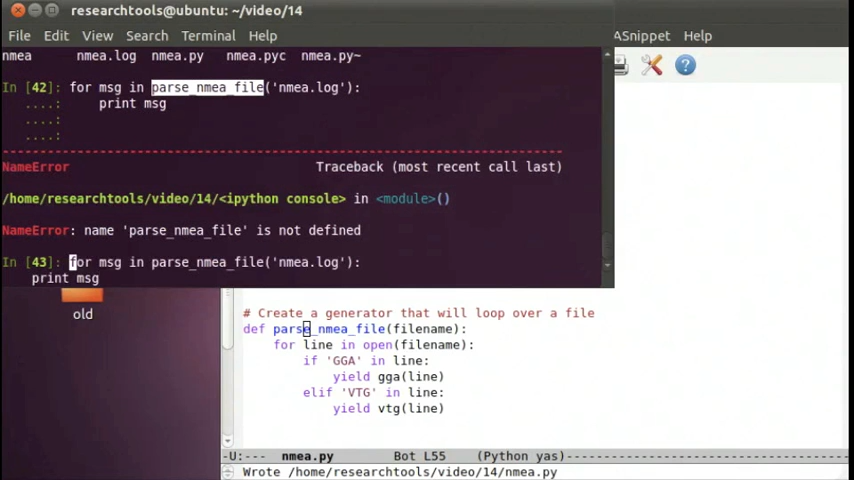 researchtools@ubuntu: ~/video/14
File Edit View Search Terminal Help
ASnippet Help
nmea nmea.log nmea.py nmea.pyc nmea.py~
In [42]: for msg in parse_nmea_file('nmea.log'):
....: print msg
....:
....:
NameError Traceback (most recent call last)
/home/researchtools/video/14/<ipython console> in <module>()
NameError: name 'parse_nmea_file' is not defined
In [43]: for msg in parse_nmea_file('nmea.log'):
print msg
old
# Create a generator that will loop over a file
def parse_nmea_file(filename):
for line in open(filename):
if 'GGA' in line:
yield gga(line)
elif 'VTG' in line:
yield vtg(line)
-U:--- nmea.py Bot L55 (Python yas)
Wrote /home/researchtools/video/14/nmea.py